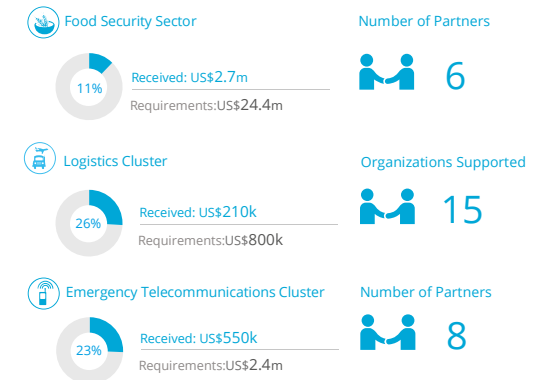 Food Security Sector
Number of Partners
11%
Received: US$2.7m
Requirements:US$24.4m
6
Logistics Cluster
Organizations Supported
26%
Received: US$210k
Requirements:US$800k
15
Emergency Telecommunications Cluster
Number of Partners
23%
Received: US$550k
Requirements:US$2.4m
8